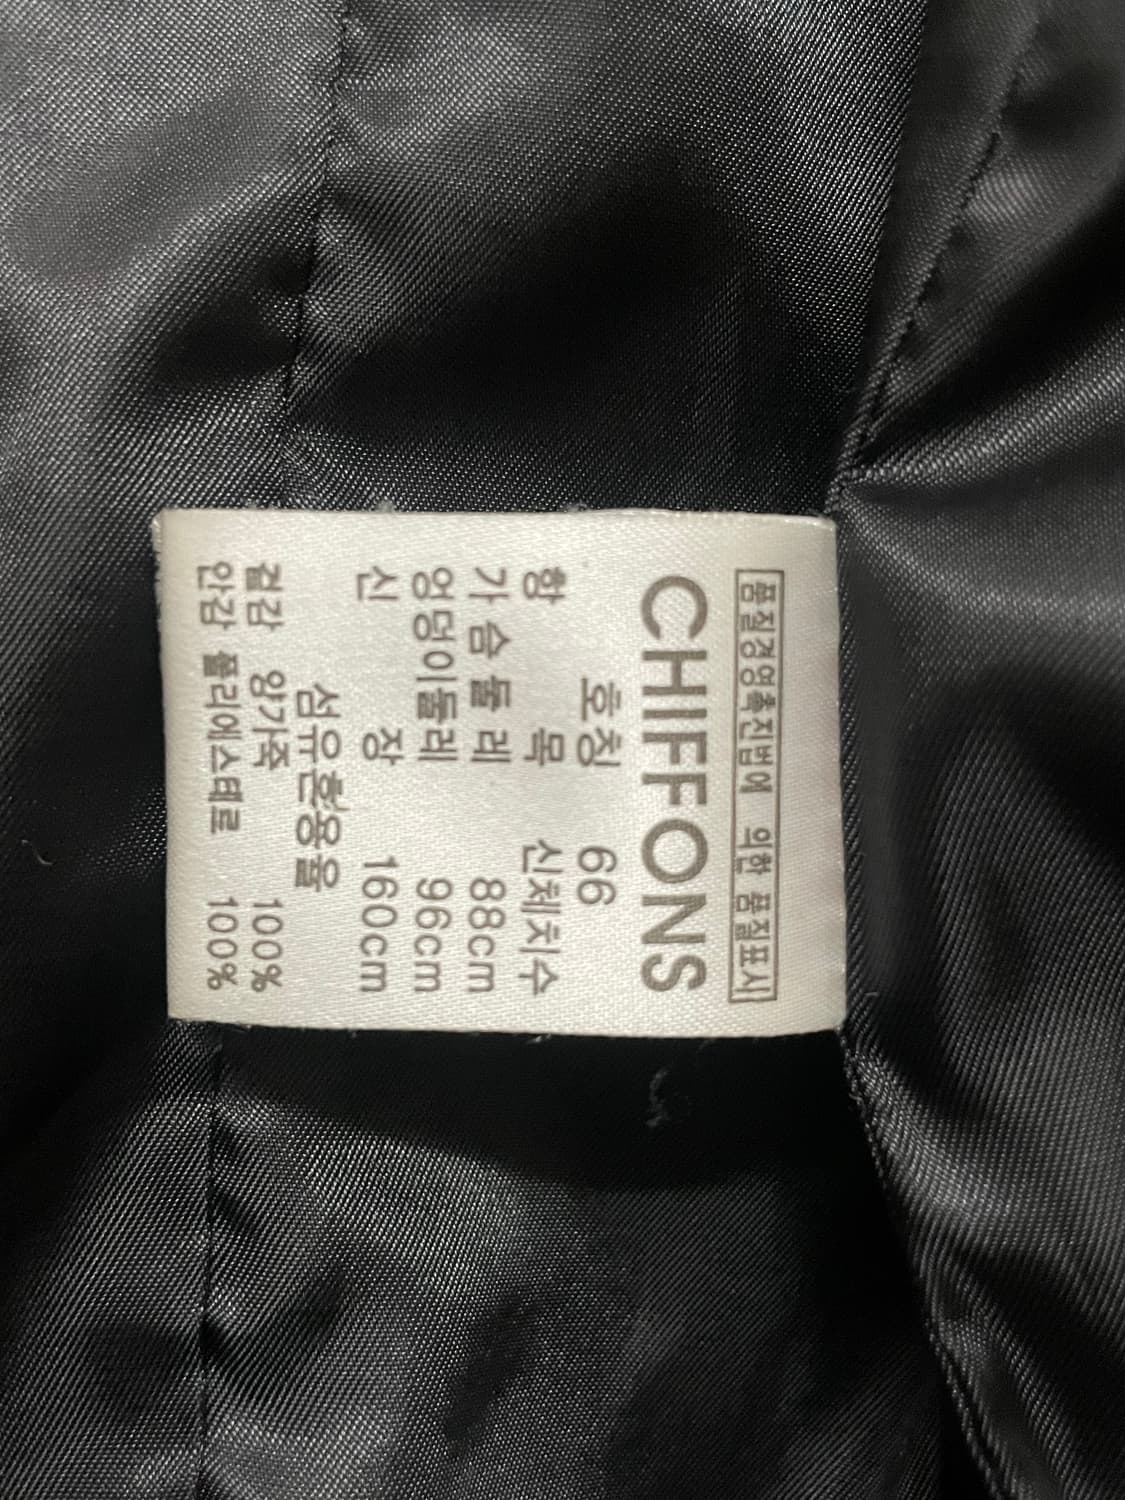 품질경영촉진법에 의한 품질표시
CHIFFONS
호칭 66
항 목 신체치수
가슴둘레 88cm
엉덩이둘레 96cm
신 장 160cm
섬유혼용율
겉감 양가죽 100%
안감 폴리에스테르 100%